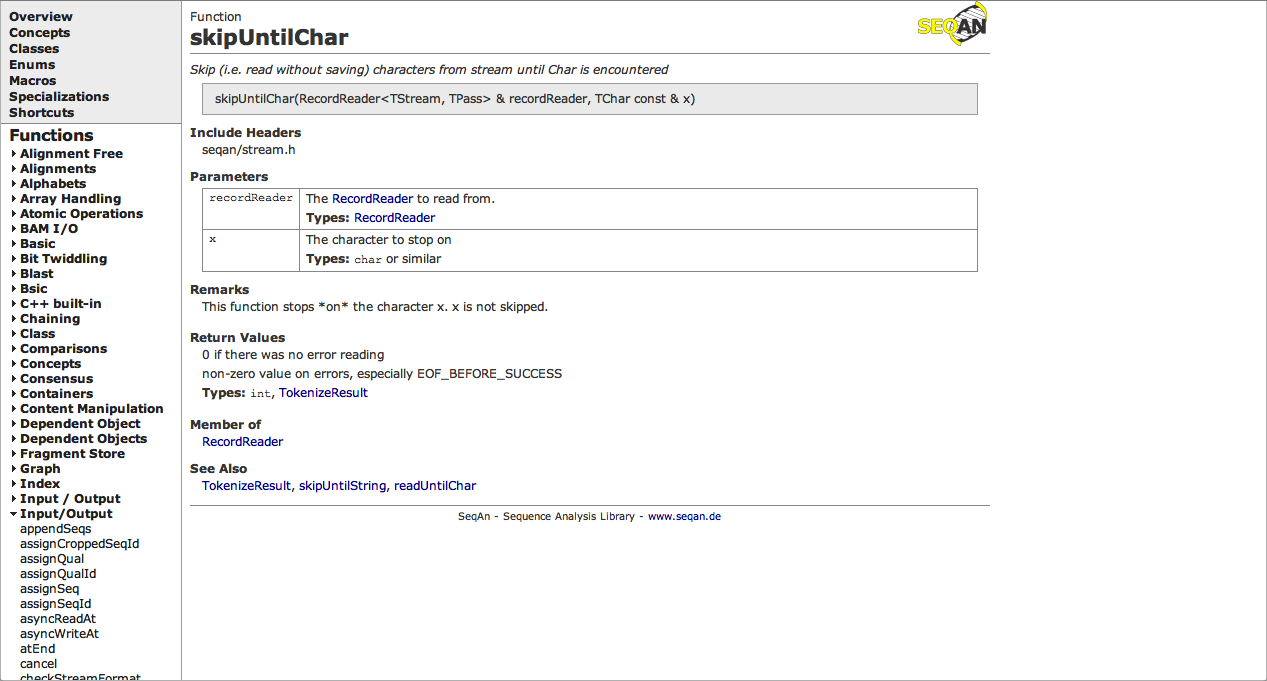 Overview
Concepts
Classes
Enums
Macros
Specializations
Shortcuts
Functions
Alignment Free
Alignments
Alphabets
Array Handling
Atomic Operations
BAM I/O
Basic
Bit Twiddling
Blast
Bsic
C++ built-in
Chaining
Class
Comparisons
Concepts
Consensus
Containers
Content Manipulation
Dependent Object
Dependent Objects
Fragment Store
Graph
Index
Input / Output
Input/Output
appendSeqs
assignCroppedSeqId
assignQual
assignQualId
assignSeq
assignSeqId
asyncReadAt
asyncWriteAt
atEnd
cancel
checkStreamFormat
Function
skipUntilChar
SEQAN
Skip (i.e. read without saving) characters from stream until Char is encountered
skipUntilChar(RecordReader<TStream, TPass> & recordReader, TChar const & x)
Include Headers
seqan/stream.h
Parameters
recordReader The RecordReader to read from.
Types: RecordReader
x The character to stop on
Types: char or similar
Remarks
This function stops *on* the character x. x is not skipped.
Return Values
0 if there was no error reading
non-zero value on errors, especially EOF_BEFORE_SUCCESS
Types: int, TokenizeResult
Member of
RecordReader
See Also
TokenizeResult, skipUntilString, readUntilChar
SeqAn - Sequence Analysis Library - www.seqan.de